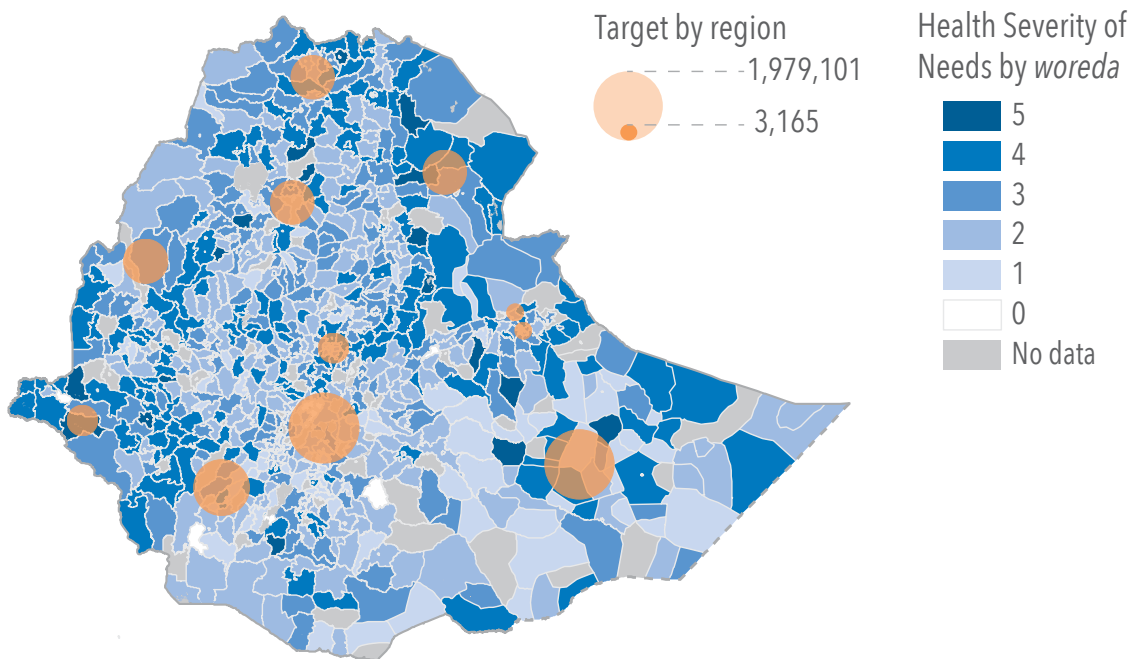 Target by region
1,979,101
3,165
Health Severity of
Needs by woreda
5
4
3
2
1
0
No data